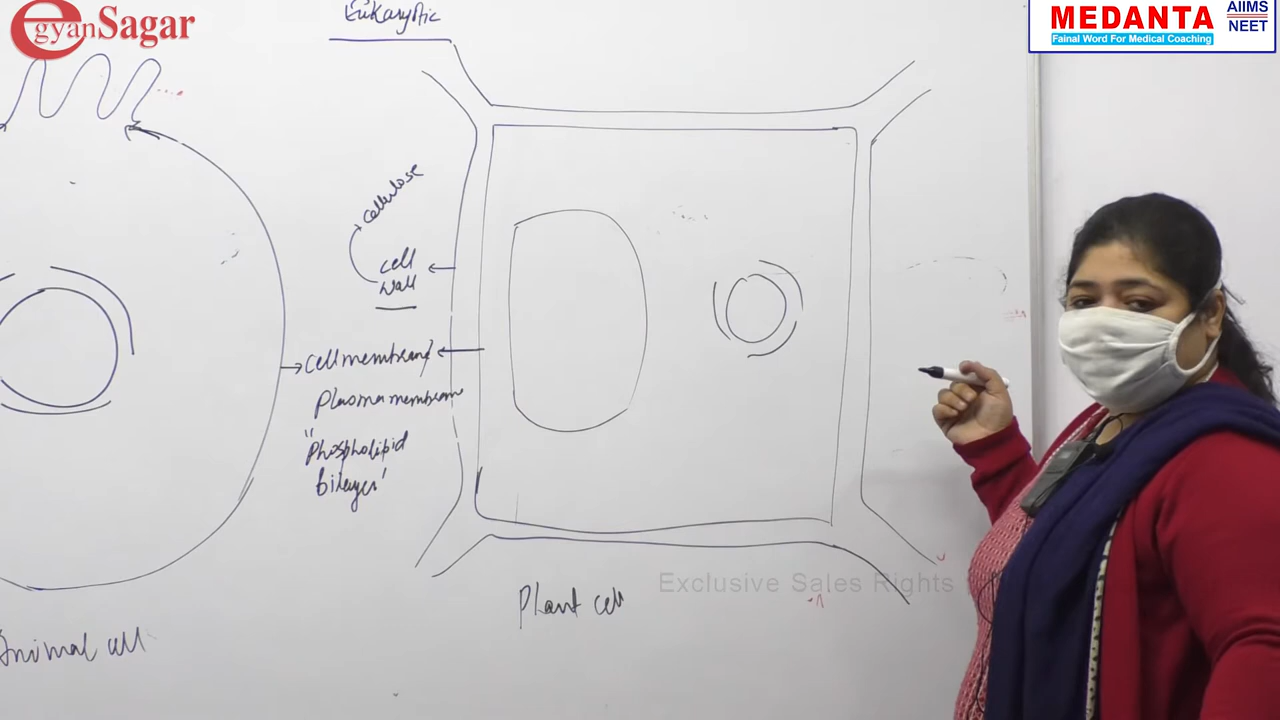 egyanSagar
Eukaryotic
MEDANTA
Fainal Word For Medical Coaching
AIIMS
NEET
cellulose
cell
wall
cell membrane/
plasma membrane
"Phospholipid
bilayer"
Plant cell
Animal cell
Exclusive Sales Rights